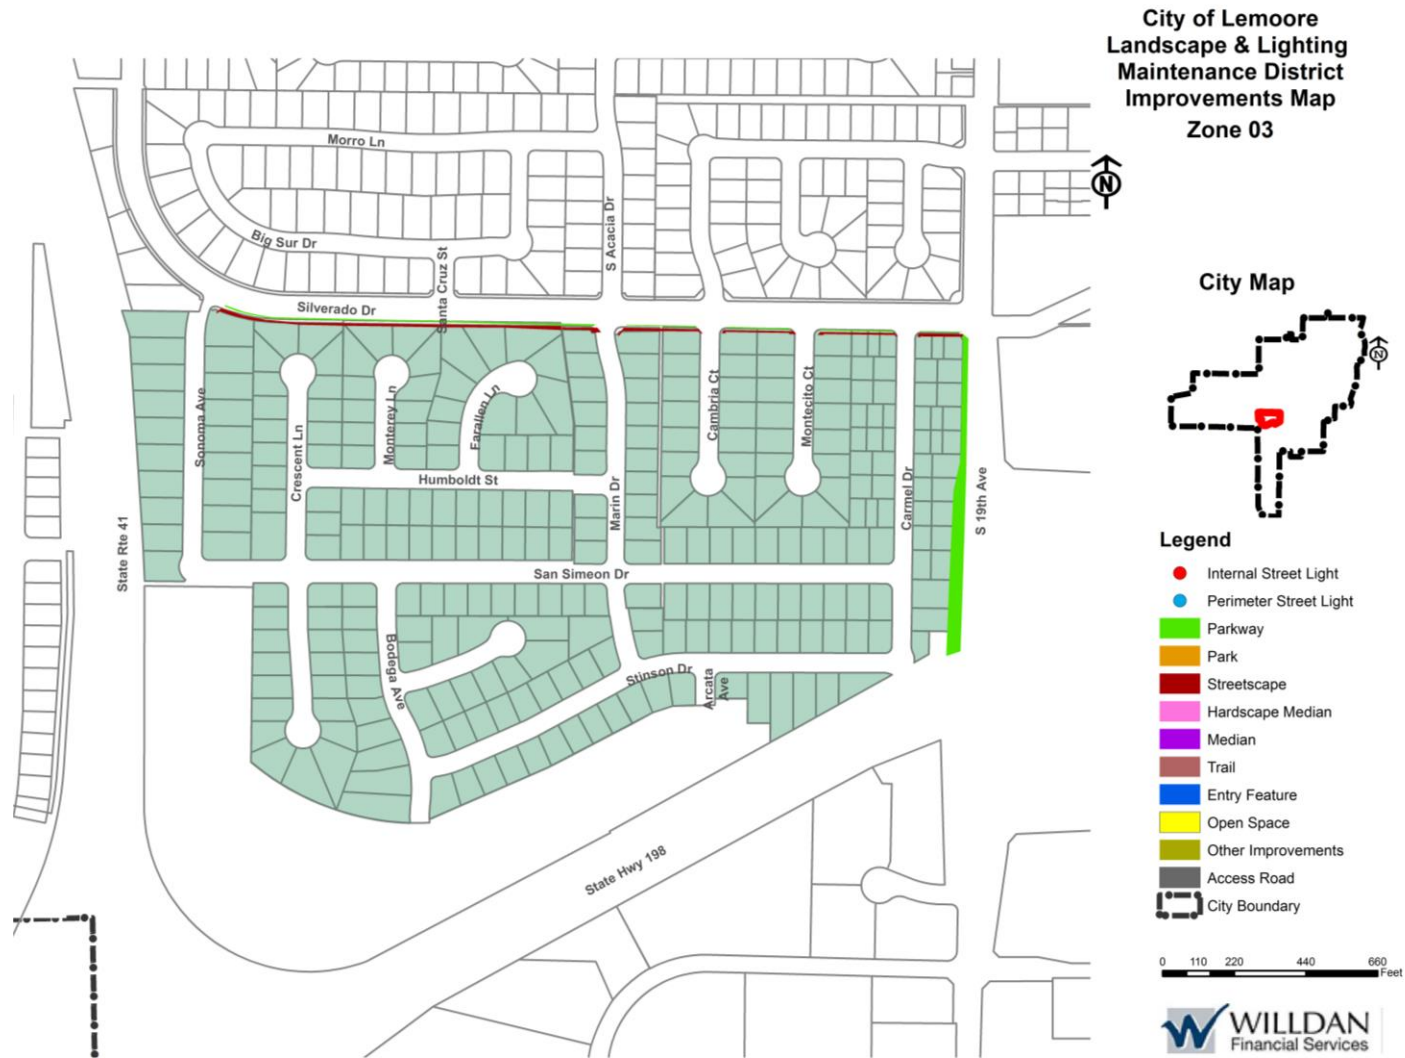 City of Lemoore
Landscape & Lighting
Maintenance District
Improvements Map
Zone 03
N
Morro Ln
Big Sur Dr
Santa Cruz St
S Acacia Dr
Silverado Dr
Sonoma Ave
Crescent Ln
Monterey Ln
Farallen Ln
Humboldt St
Marin Dr
Cambria Ct
Montecito Ct
Carmel Dr
S 19th Ave
State Rte 41
San Simeon Dr
Bodega Ave
Stinson Dr
Arcata
Ave
State Hwy 198
City Map
N
Legend
Internal Street Light
Perimeter Street Light
Parkway
Park
Streetscape
Hardscape Median
Median
Trail
Entry Feature
Open Space
Other Improvements
Access Road
City Boundary
0 110 220 440 660
Feet
WILLDAN
Financial Services